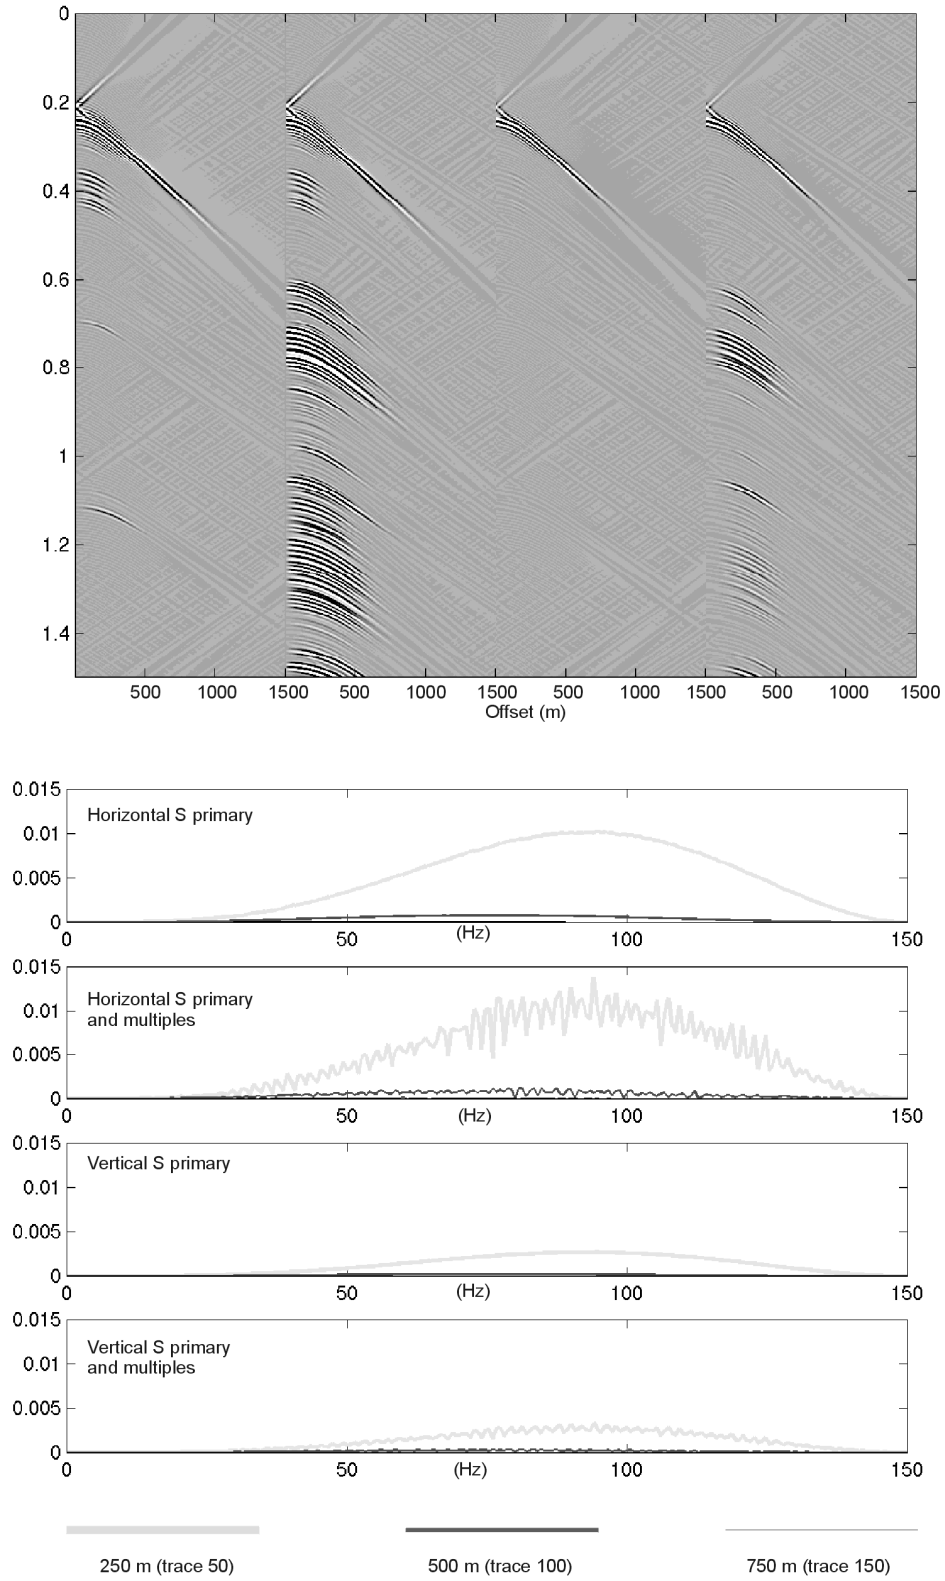 0
0.2
0.4
0.6
0.8
1
1.2
1.4
500 1000 1500 500 1000 1500 500 1000 1500 500 1000 1500
Offset (m)
0.015
Horizontal S primary
0.01
0.005
0
0 50 (Hz) 100 150
0.015
Horizontal S primary
and multiples
0.01
0.005
0
0 50 (Hz) 100 150
0.015
Vertical S primary
0.01
0.005
0
0 50 (Hz) 100 150
0.015
Vertical S primary
and multiples
0.01
0.005
0
0 50 (Hz) 100 150
250 m (trace 50) 500 m (trace 100) 750 m (trace 150)